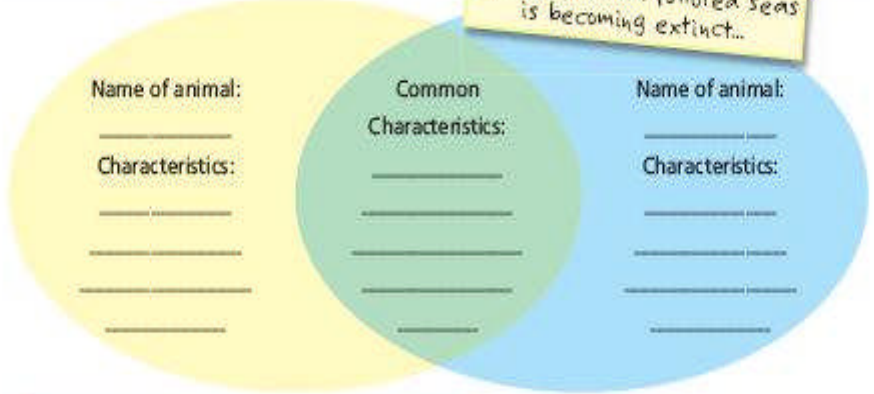 seas
is becoming extinct...
Name of animal:
Characteristics:
Common
Characteristics:
Name of animal:
Characteristics: